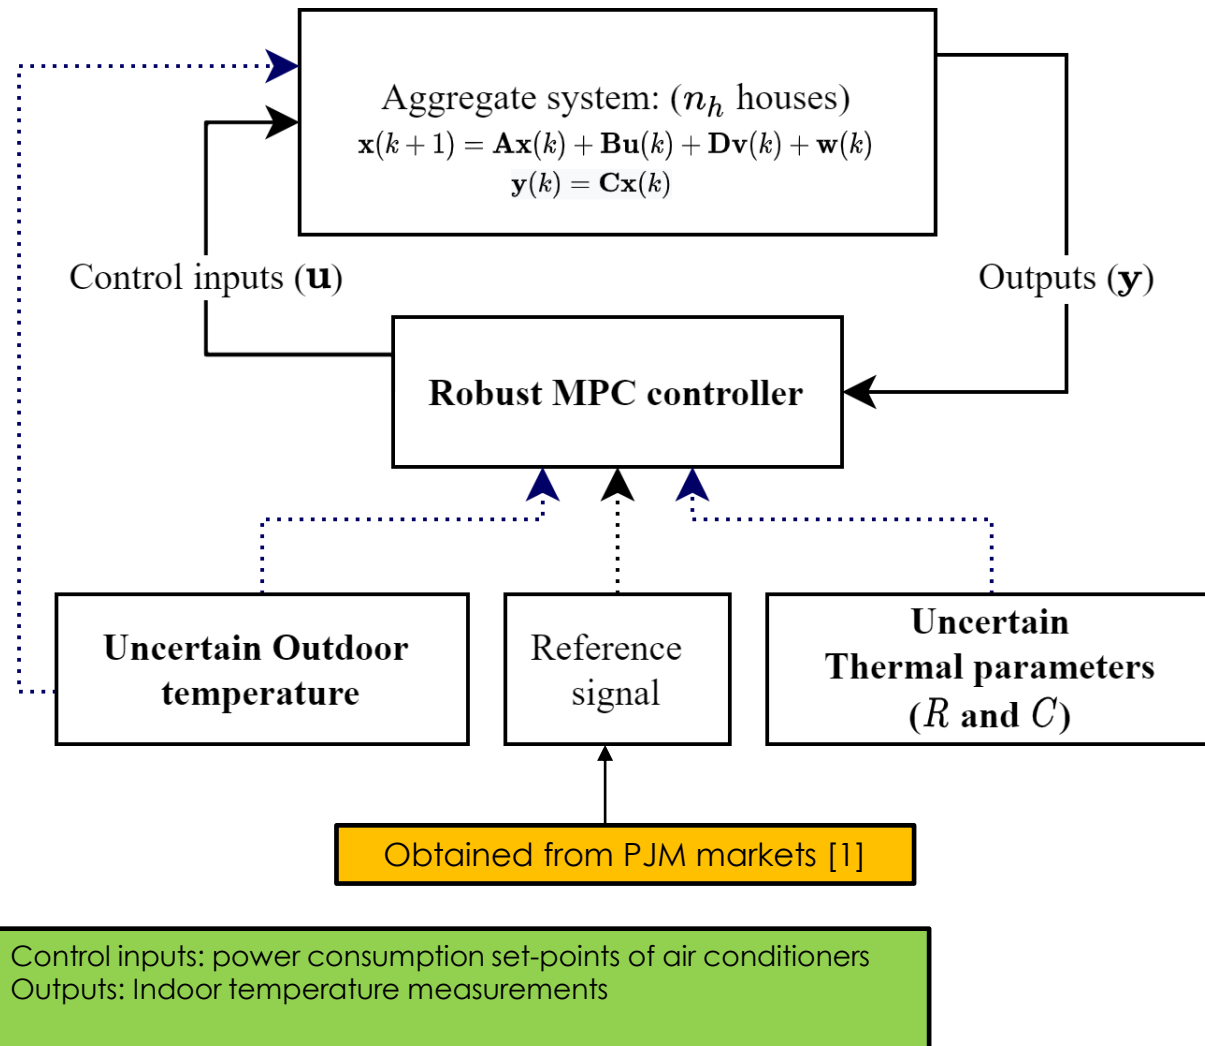 Aggregate system: (n_h houses)
x(k + 1) = Ax(k) + Bu(k) + Dv(k) + w(k)
y(k) = Cx(k)
Control inputs (u)
Outputs (y)
Robust MPC controller
Uncertain Outdoor
temperature
Reference
signal
Uncertain
Thermal parameters
(R and C)
Obtained from PJM markets [1]
Control inputs: power consumption set-points of air conditioners
Outputs: Indoor temperature measurements